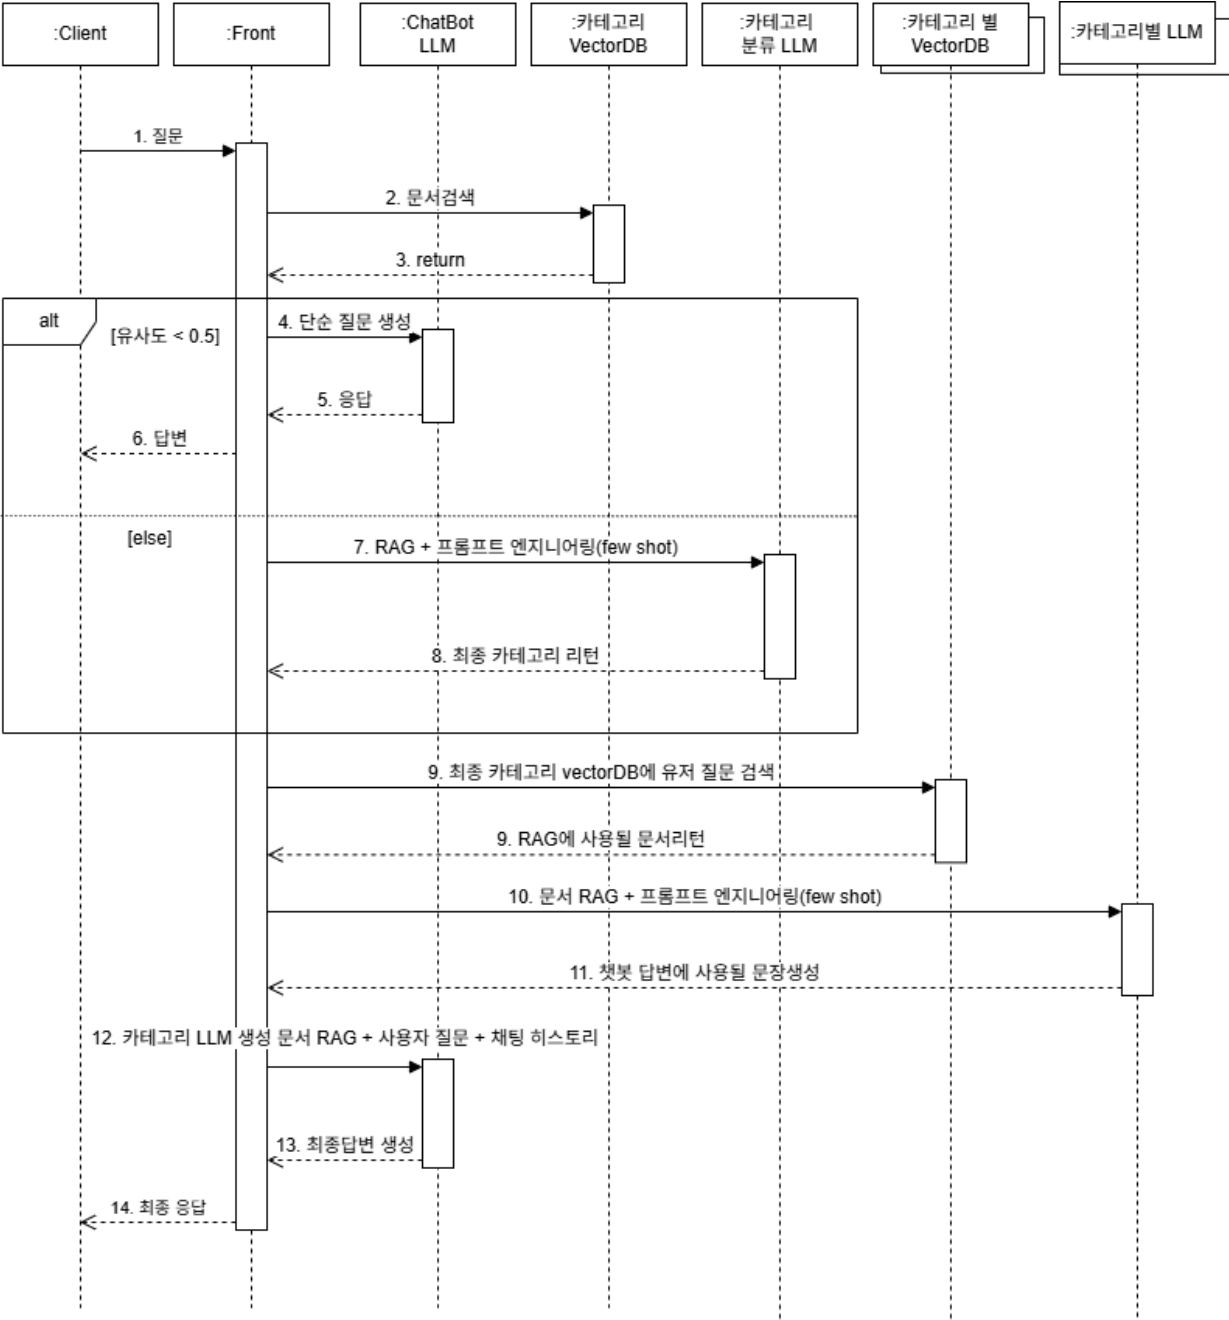 :Client
:Front
:ChatBot
LLM
:카테고리
VectorDB
:카테고리
분류 LLM
:카테고리 별
VectorDB
:카테고리별 LLM
1. 질문
2. 문서검색
3. return
alt
[유사도 < 0.5]
4. 단순 질문 생성
5. 응답
6. 답변
[else]
7. RAG + 프롬프트 엔지니어링(few shot)
8. 최종 카테고리 리턴
9. 최종 카테고리 vectorDB에 유저 질문 검색
9. RAG에 사용될 문서리턴
10. 문서 RAG + 프롬프트 엔지니어링(few shot)
11. 챗봇 답변에 사용될 문장생성
12. 카테고리 LLM 생성 문서 RAG + 사용자 질문 + 채팅 히스토리
13. 최종답변 생성
14. 최종 응답